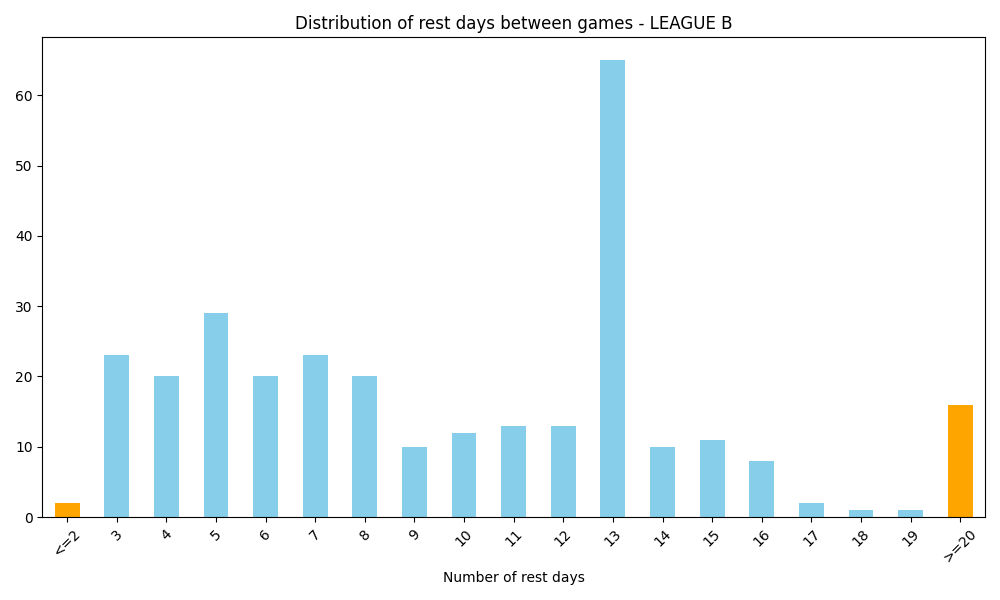 Distribution of rest days between games - LEAGUE B
60
50
40
30
20
10
0
<=2 3 4 5 6 7 8 9 10 11 12 13 14 15 16 17 18 19 >=20
Number of rest days